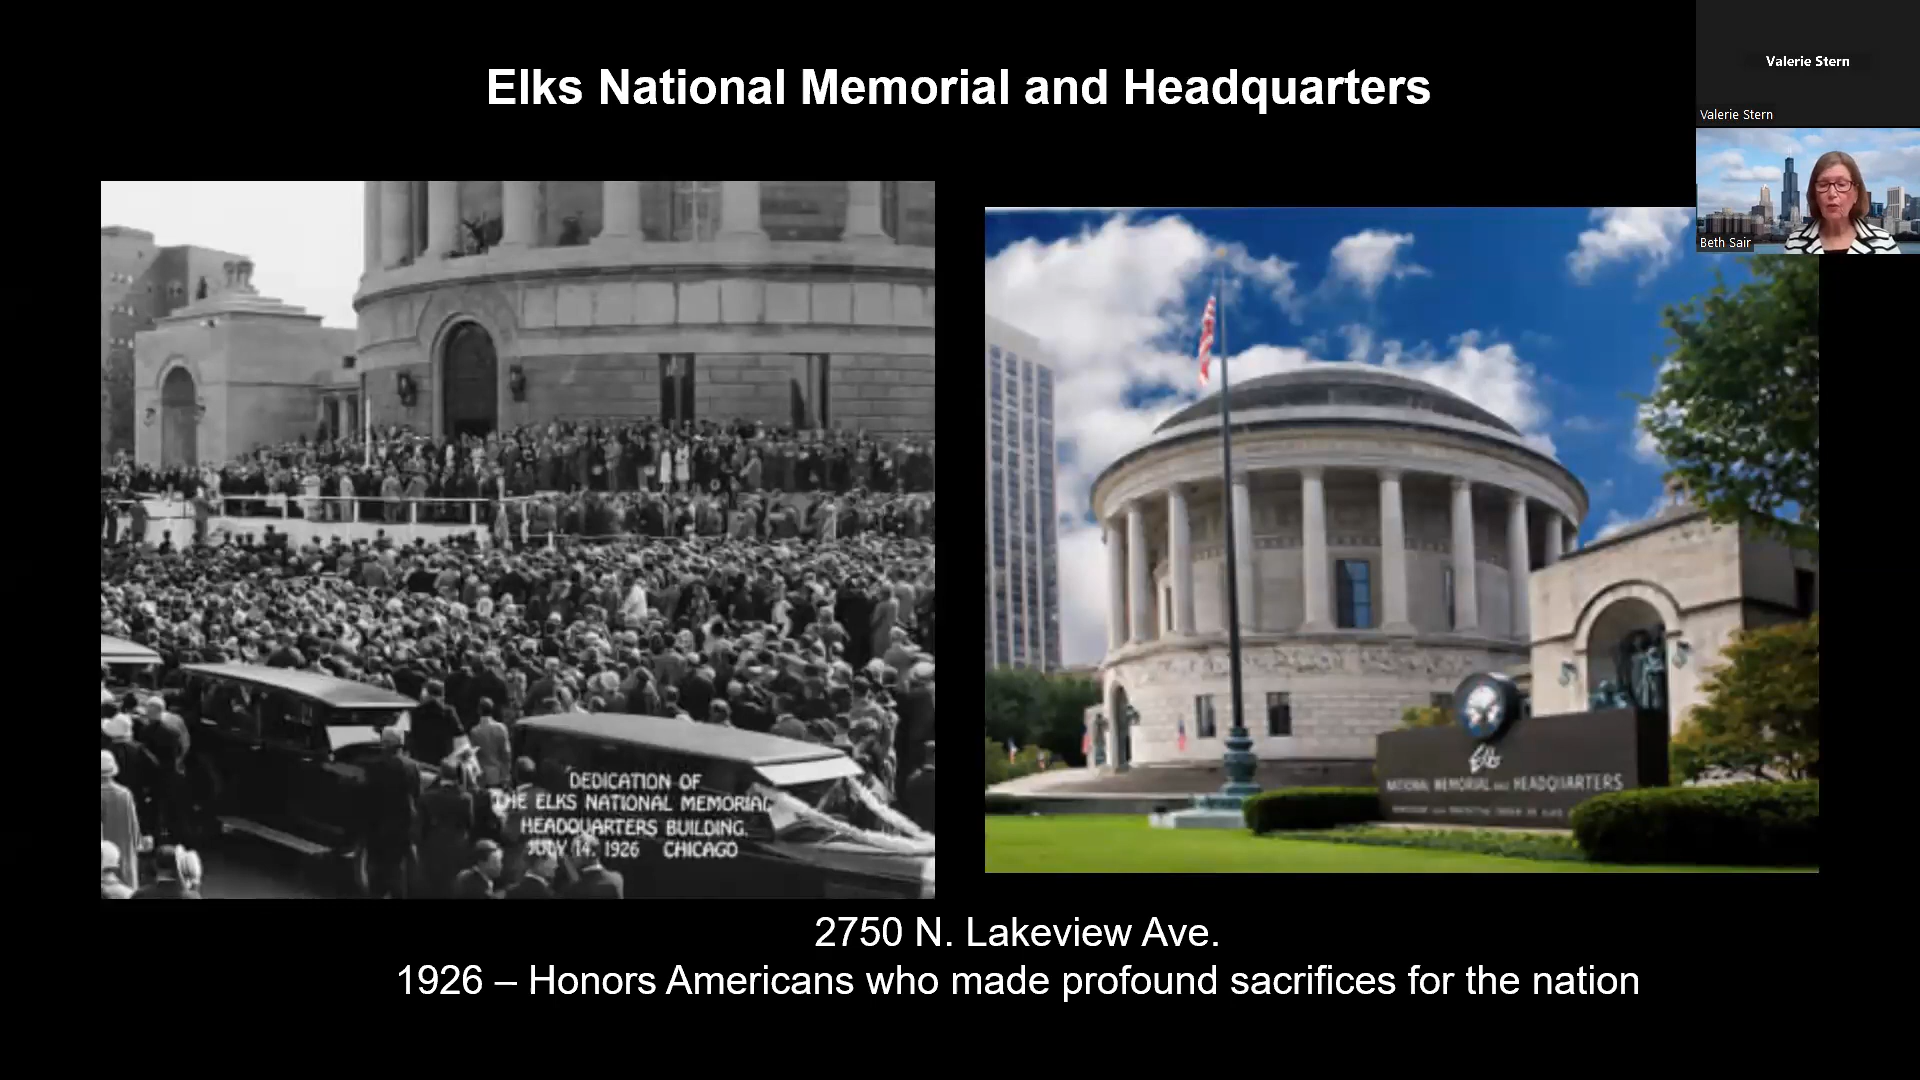 Elks National Memorial and Headquarters
Valerie Stern
Valerie Stern
Beth Sair
DEDICATION OF
THE ELKS NATIONAL MEMORIAL
HEADQUARTERS BUILDING.
JULY 14, 1926 CHICAGO
Elks
NATIONAL MEMORIAL AND HEADQUARTERS
2750 N. Lakeview Ave.
1926 – Honors Americans who made profound sacrifices for the nation